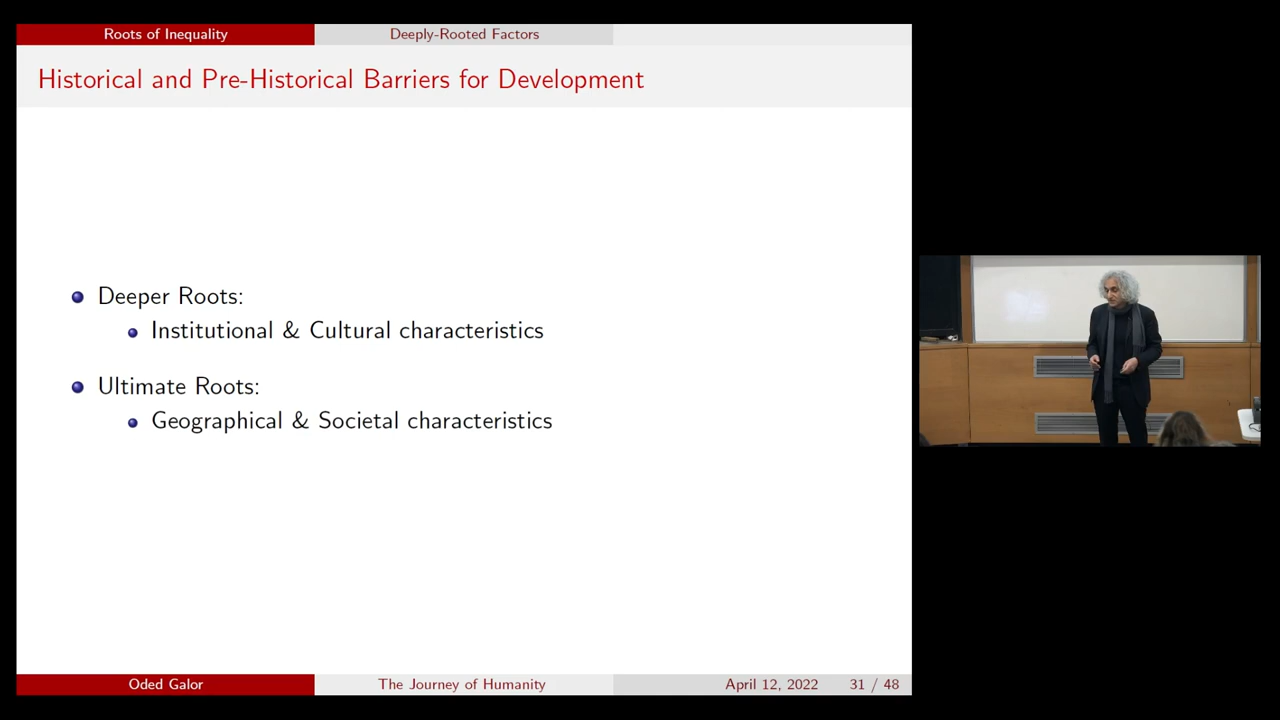 Roots of Inequality
Deeply-Rooted Factors
Historical and Pre-Historical Barriers for Development
Deeper Roots:
Institutional & Cultural characteristics
Ultimate Roots:
Geographical & Societal characteristics
Oded Galor
The Journey of Humanity
April 12, 2022
31 / 48